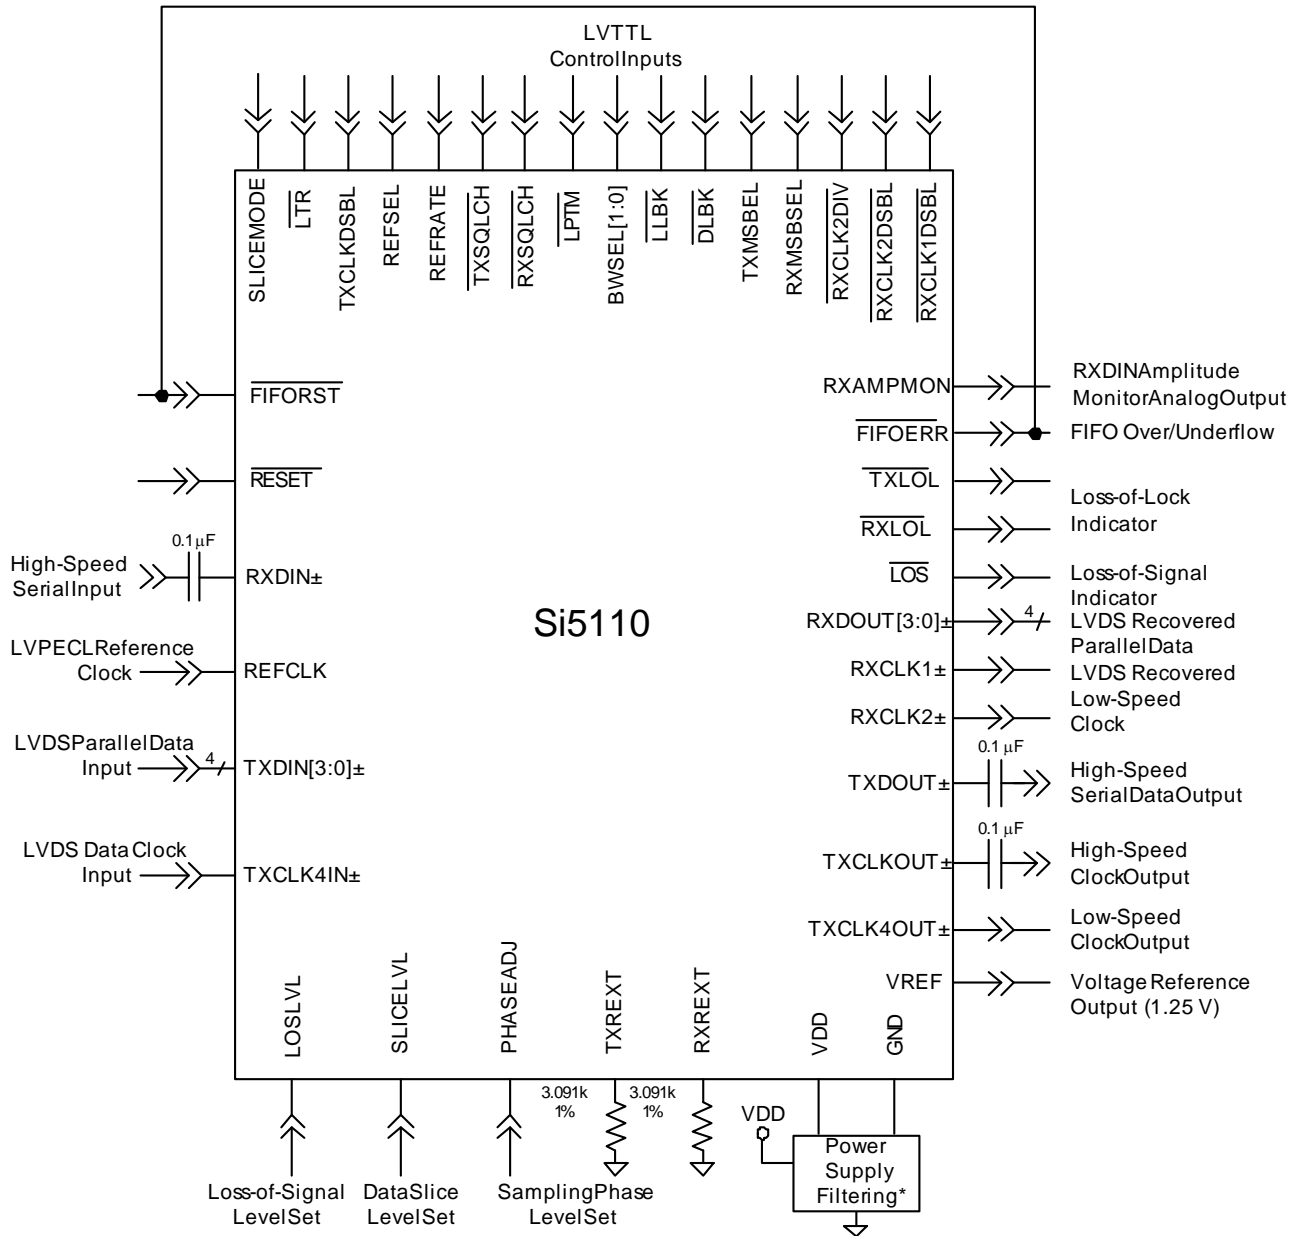 LVTTL
ControlInputs
SLICEMODE
LTR
TXCLKDSBL
REFSEL
REFRATE
TXSQLCH
RXSQLCH
LPTM
BWSEL[1:0]
LLBK
DLBK
TXMSBEL
RXMSBSEL
RXCLK2DIV
RXCLK2DSBL
RXCLK1DSBL
FIFORST
RESET
0.1 µF
High-Speed
SerialInput
RXDIN±
LVPECLReference
Clock
REFCLK
LVDSParallelData
Input
4
TXDIN[3:0]±
LVDS DataClock
Input
TXCLK4IN±
Si5110
RXAMPMON
RXDINAmplitude
MonitorAnalogOutput
FIFOERR
FIFO Over/Underflow
TXLOL
RXLOL
Loss-of-Lock
Indicator
LOS
Loss-of-Signal
Indicator
RXDOUT[3:0]±
4
LVDS Recovered
ParallelData
RXCLK1±
LVDS Recovered
Low-Speed
Clock
RXCLK2±
0.1 µF
TXDOUT±
High-Speed
SerialDataOutput
0.1 µF
TXCLKOUT±
High-Speed
ClockOutput
TXCLK4OUT±
Low-Speed
ClockOutput
VREF
VoltageReference
Output (1.25 V)
LOSLVL
SLICELVL
PHASEADJ
TXREXT
RXREXT
VDD
GND
3.091k
1%
3.091k
1%
VDD
Power
Supply
Filtering*
Loss-of-Signal
LevelSet
DataSlice
LevelSet
SamplingPhase
LevelSet